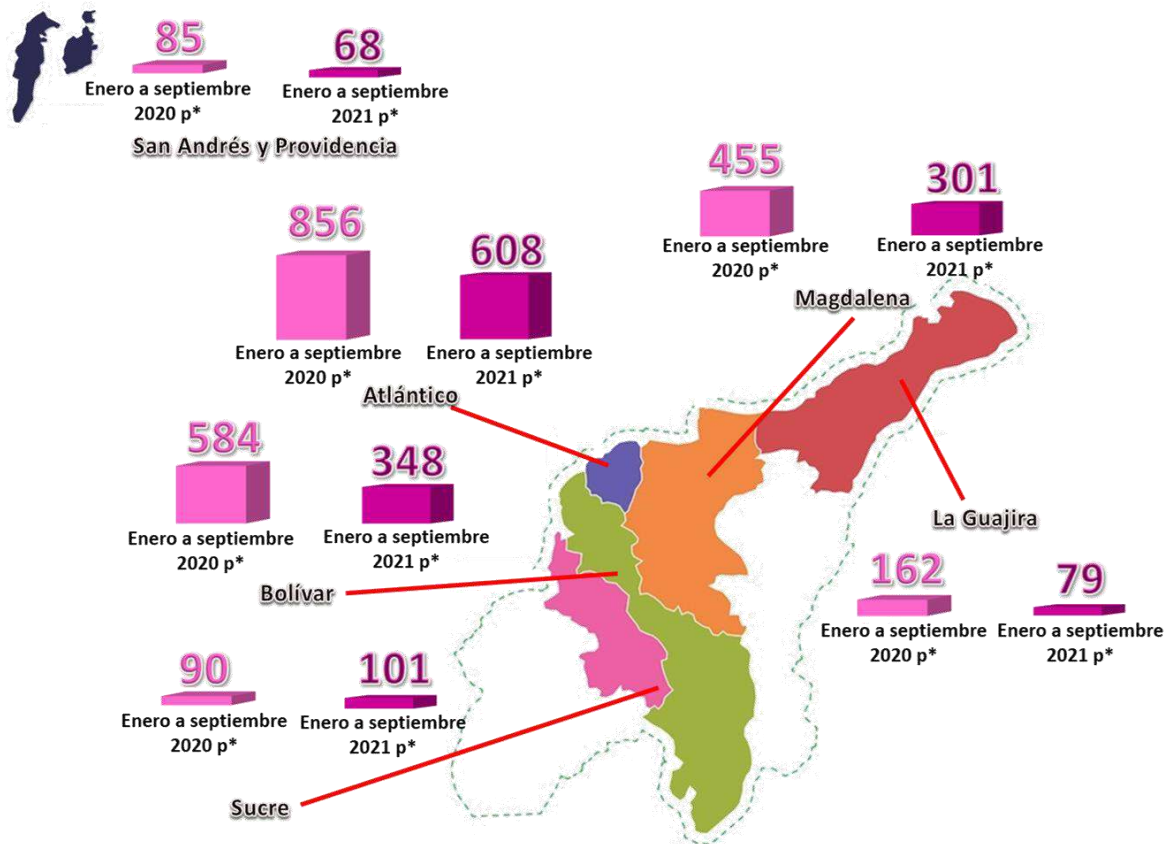 85
68
Enero a septiembre
2020 p*
Enero a septiembre
2021 p*
San Andrés y Providencia
455
301
Enero a septiembre
2020 p*
Enero a septiembre
2021 p*
Magdalena
856
608
Enero a septiembre
2020 p*
Enero a septiembre
2021 p*
Atlántico
584
348
Enero a septiembre
2020 p*
Enero a septiembre
2021 p*
Bolívar
La Guajira
162
79
Enero a septiembre
2020 p*
Enero a septiembre
2021 p*
90
101
Enero a septiembre
2020 p*
Enero a septiembre
2021 p*
Sucre